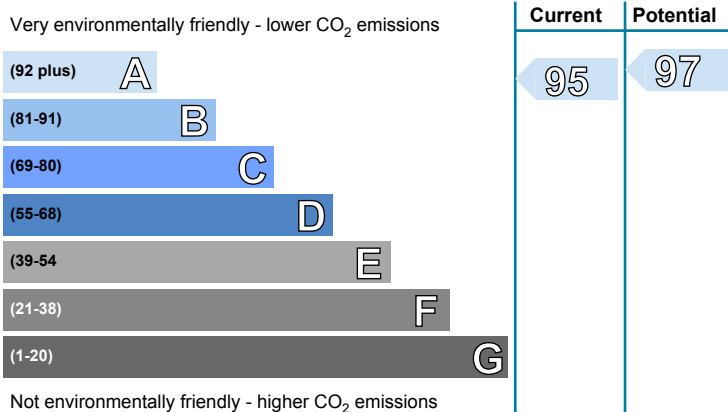 Very environmentally friendly - lower CO2 emissions
Current
Potential
(92 plus) A
95
97
(81-91) B
(69-80) C
(55-68) D
(39-54 E
(21-38) F
(1-20) G
Not environmentally friendly - higher CO2 emissions